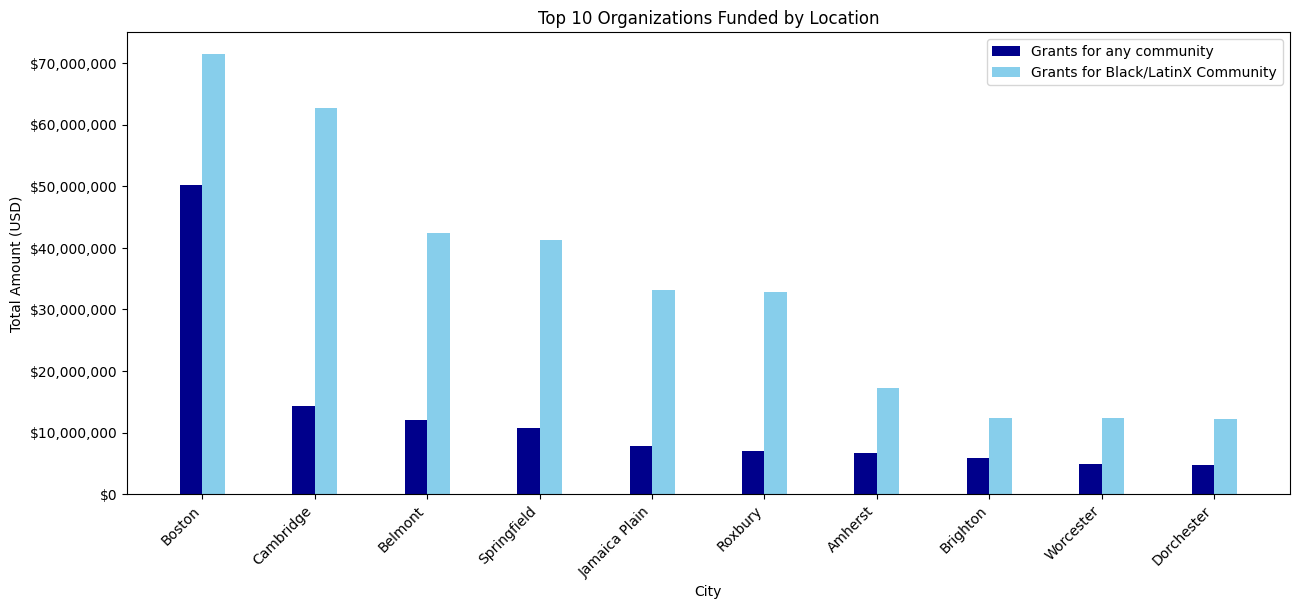 Top 10 Organizations Funded by Location
Grants for any community
Grants for Black/LatinX Community
Total Amount (USD)
$70,000,000
$60,000,000
$50,000,000
$40,000,000
$30,000,000
$20,000,000
$10,000,000
$0
Boston
Cambridge
Belmont
Springfield
Jamaica Plain
Roxbury
Amherst
Brighton
Worcester
Dorchester
City